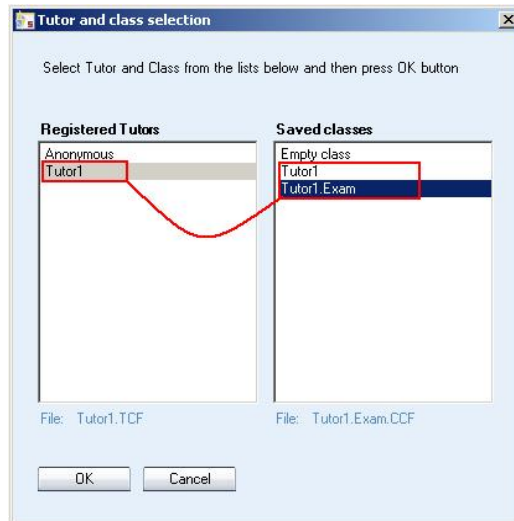 Tutor and class selection
Select Tutor and Class from the lists below and then press OK button
Registered Tutors
Anonymous
Tutor1
File: Tutor1.TCF
Saved classes
Empty class
Tutor1
Tutor1.Exam
File: Tutor1.Exam.CCF
OK
Cancel